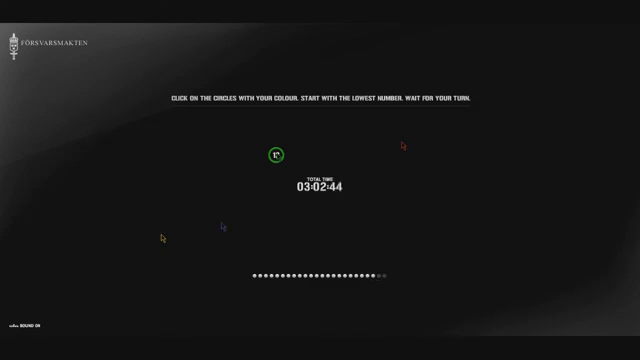 FÖRSVARSMAKTEN
CLICK ON THE CIRCLES WITH YOUR COLOUR. START WITH THE LOWEST NUMBER. WAIT FOR YOUR TURN.
TOTAL TIME
03:02:44
SOUND ON